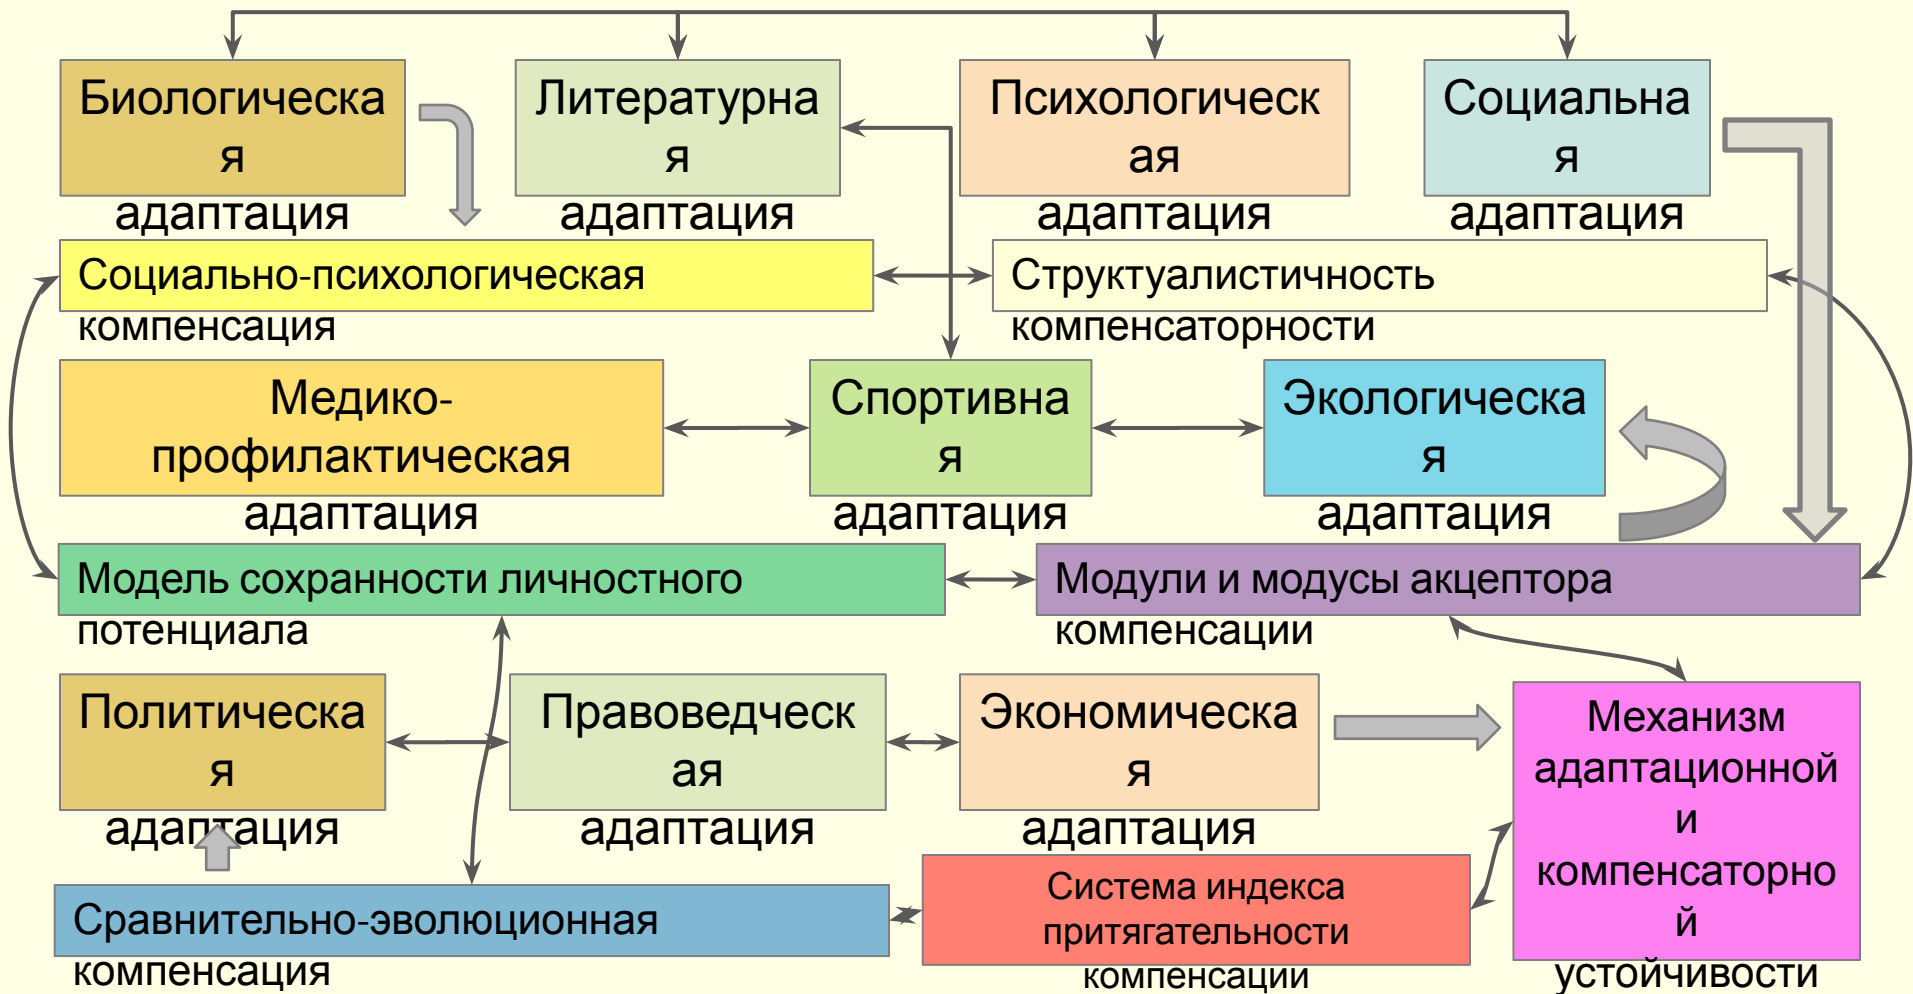 Биологическа
я
адаптация
Литературна
я
адаптация
Психологическ
ая
адаптация
Социальна
я
адаптация
Социально-психологическая
компенсация
Структуалистичность
компенсаторности
Медико-
профилактическая
адаптация
Спортивна
я
адаптация
Экологическа
я
адаптация
Модель сохранности личностного
потенциала
Модули и модусы акцептора
компенсации
Политическа
я
адаптация
Правоведческ
ая
адаптация
Экономическа
я
адаптация
Механизм
адаптационной
и
компенсаторно
й
устойчивости
Сравнительно-эволюционная
компенсация
Система индекса
притягательности
компенсации